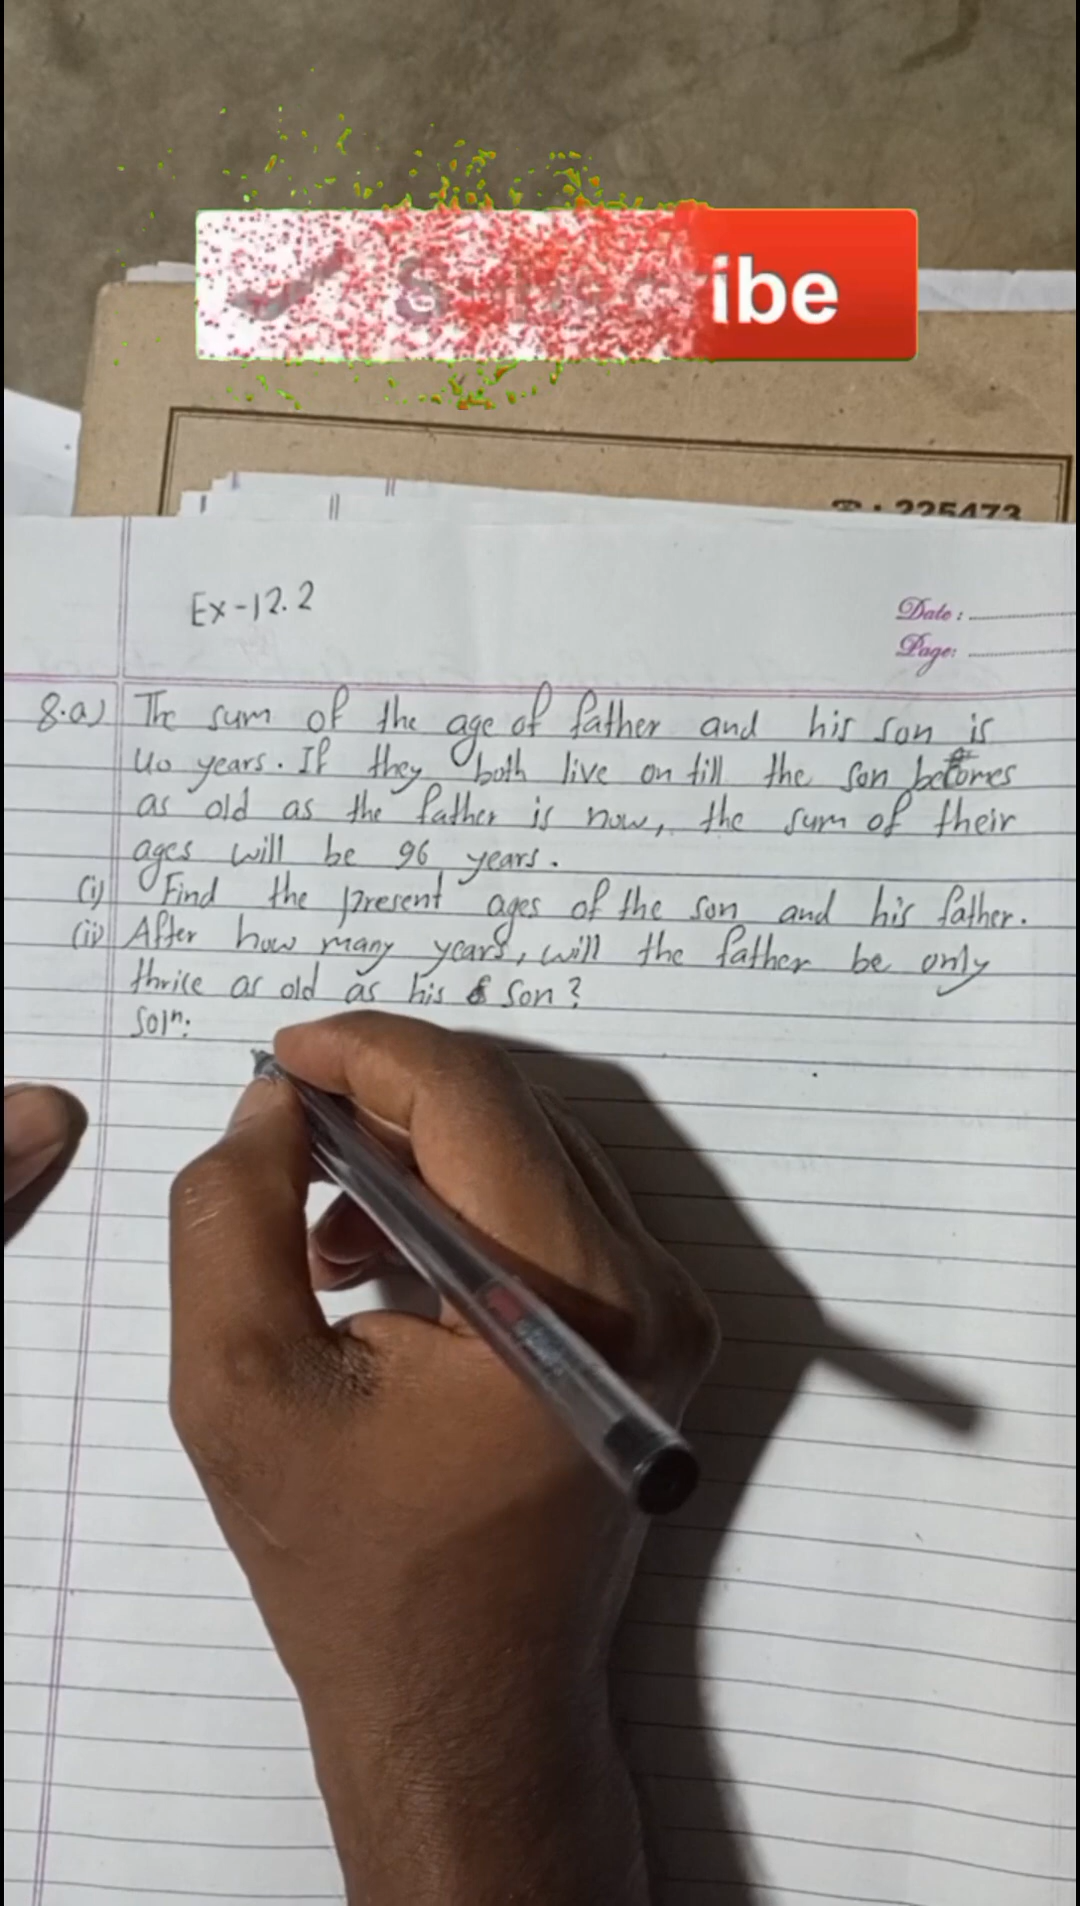 Subscribe
☎ : 225473
Ex-12.2
Date :
Page:
8.a) The sum of the age of father and his son is
40 years. If they both live on till the son becomes
as old as the father is now, the sum of their
ages will be 96 years.
(i) Find the present ages of the son and his father.
(ii) After how many years, will the father be only
thrice as old as his son?
Solⁿ: